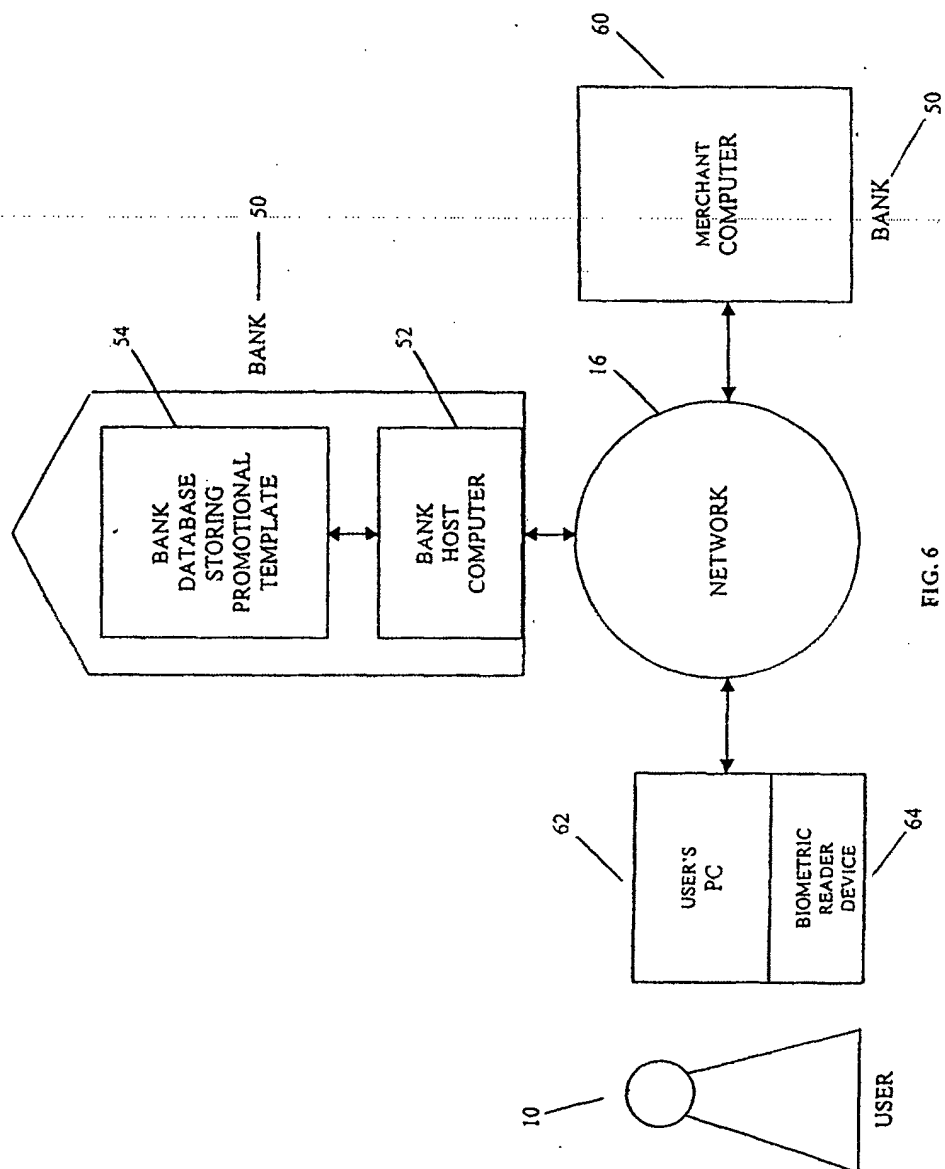 54
BANK
DATABASE
STORING
PROMOTIONAL
TEMPLATE
BANK 50
52
BANK
HOST
COMPUTER
10
USER
62
USER'S
PC
BIOMETRIC
READER
DEVICE
64
16
NETWORK
60
MERCHANT
COMPUTER
BANK
50
FIG. 6